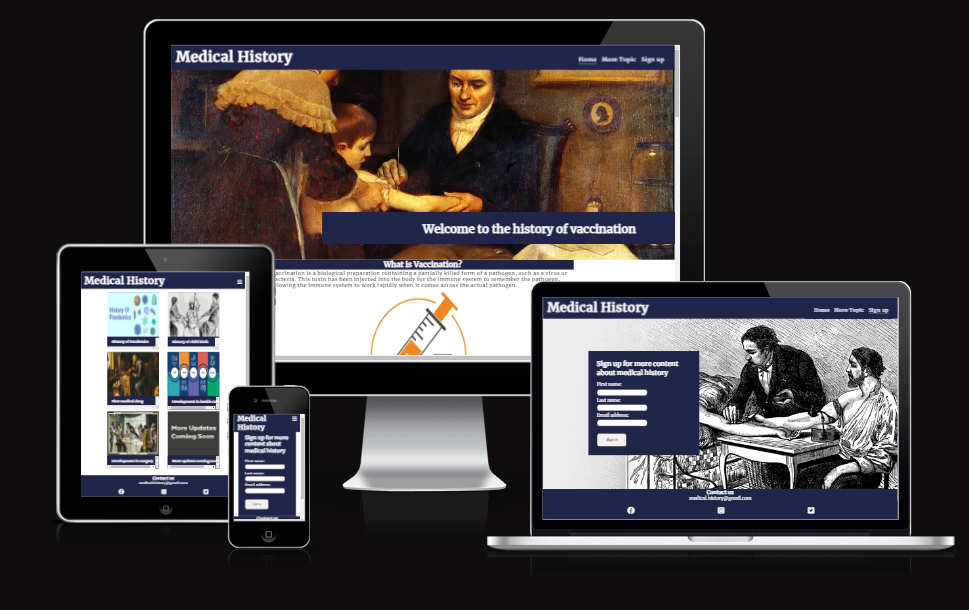 Medical History
Home More Topic Sign up
Welcome to the history of vaccination
What is Vaccination?
accination is a biological preparation containing a partially killed form of a pathogen, such as a virus or
acteria. This toxin has been injected into the body for the immune system to remember the pathogen,
llowing the immune system to work rapidly when it comes across the actual pathogen.
Medical History
History Of
Pandemics
History of Pandemics
History of child birth
First medical drug
Development in health ca
More Updates
Coming Soon
Development in surgery
More updates coming
Contact us
medical.history@gmail.com
Medical
History
Sign up for more
content about
medical history
First name:
Last name:
Email address:
Sign in
Contact us
Medical History
Home More Topic Sign up
Sign up for more content
about medical history
First name:
Last name:
Email address:
Sign in
Contact us
medical.history@gmail.com